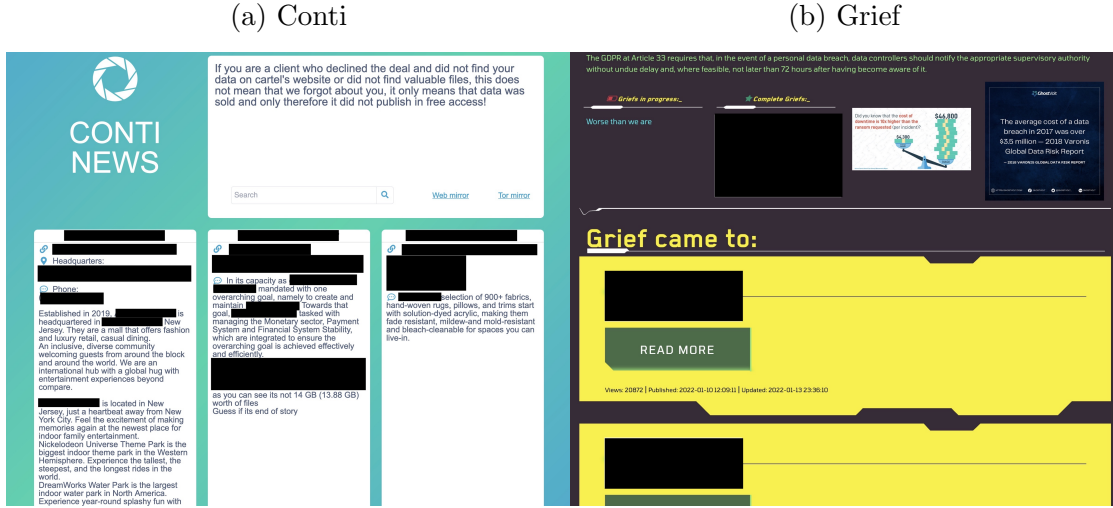 (a) Conti
(b) Grief
CONTI
NEWS
If you are a client who declined the deal and did not find your
data on cartel's website or did not find valuable files, this does
not mean that we forgot about you, it only means that data was
sold and only therefore it did not publish in free access!
Search
Web mirror
Tor mirror
Headquarters:
Phone:
Established in 2019, is
headquartered in New
Jersey. They are a mall that offers fashion
and luxury retail, casual dining.
An inclusive, diverse community
welcoming guests from around the block
and around the world. We are an
international hub with a global hug with
entertainment experiences beyond
compare.
is located in New
Jersey, just a heartbeat away from New
York City. Feel the excitement of making
memories again at the newest place for
indoor family entertainment.
Nickelodeon Universe Theme Park is the
biggest indoor theme park in the Western
Hemisphere. Experience the tallest, the
steepest, and the longest rides in the
world.
DreamWorks Water Park is the largest
indoor water park in North America.
Experience year-round splashy fun with
In its capacity as
mandated with one
overarching goal, namely to create and
maintain Towards that
goal, tasked with
managing the Monetary sector, Payment
System and Financial System Stability,
which are integrated to ensure the
overarching goal is achieved effectively
and efficiently.
as you can see its not 14 GB (13.88 GB)
worth of files
Guess if its end of story
selection of 900+ fabrics,
hand-woven rugs, pillows, and trims start
with solution-dyed acrylic, making them
fade resistant, mildew-and mold-resistant
and bleach-cleanable for spaces you can
live-in.
The GDPR at Article 33 requires that, in the event of a personal data breach, data controllers should notify the appropriate supervisory authority
without undue delay and, where feasible, not later than 72 hours after having become aware of it.
Griefs in progress:_
Complete Griefs:_
Worse than we are
Did you know that the cost of
downtime is 10x higher than the
ransom requested (per incident)?
$46,800
The average cost of a data
breach in 2017 was over
$3.5 million – 2018 Varonis
Global Data Risk Report
— 2018 VARONIS GLOBAL DATA RISK REPORT
Grief came to:
READ MORE
Views: 20872 | Published: 2022-01-10 12:09:11 | Updated: 2022-01-13 23:36:10